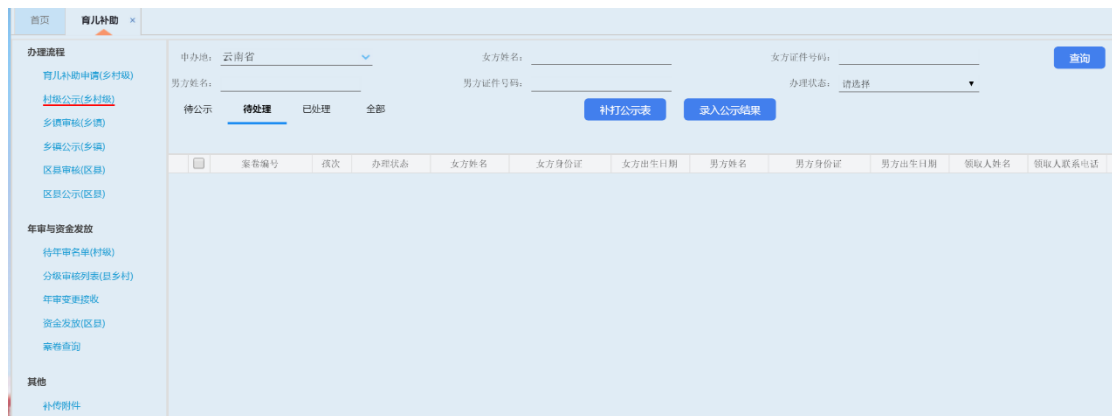 首页 育儿补助 ×
办理流程
育儿补助申请(乡村级)
村级公示(乡村级)
乡镇审核(乡镇)
乡镇公示(乡镇)
区县审核(区县)
区县公示(区县)
年审与资金发放
待年审名单(村级)
分级审核列表(县乡村)
年审变更接收
资金发放(区县)
案卷查询
其他
补传附件
申办地: 云南省 女方姓名: 女方证件号码: 查询
男方姓名: 男方证件号码: 办理状态: 请选择
待公示 待处理 已处理 全部 补打公示表 录入公示结果
案卷编号 孩次 办理状态 女方姓名 女方身份证 女方出生日期 男方姓名 男方身份证 男方出生日期 领取人姓名 领取人联系电话